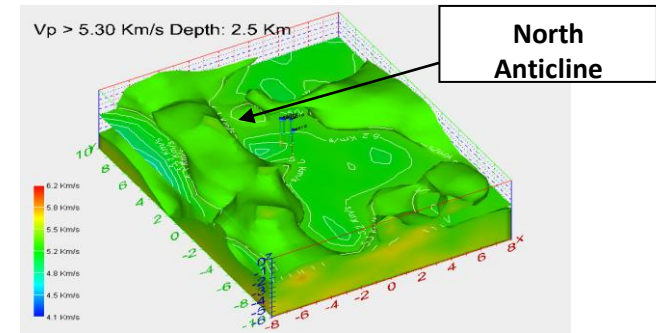 Vp > 5.30 Km/s Depth: 2.5 Km
North
Anticline
10
Y
8
6
4
2
0
-2
-4
-6
-8
6.2 Km/s
5.8 Km/s
5.5 Km/s
5.2 Km/s
4.8 Km/s
4.5 Km/s
4.1 Km/s
-8
-6
-4
-2
0
2
4
6
8
X